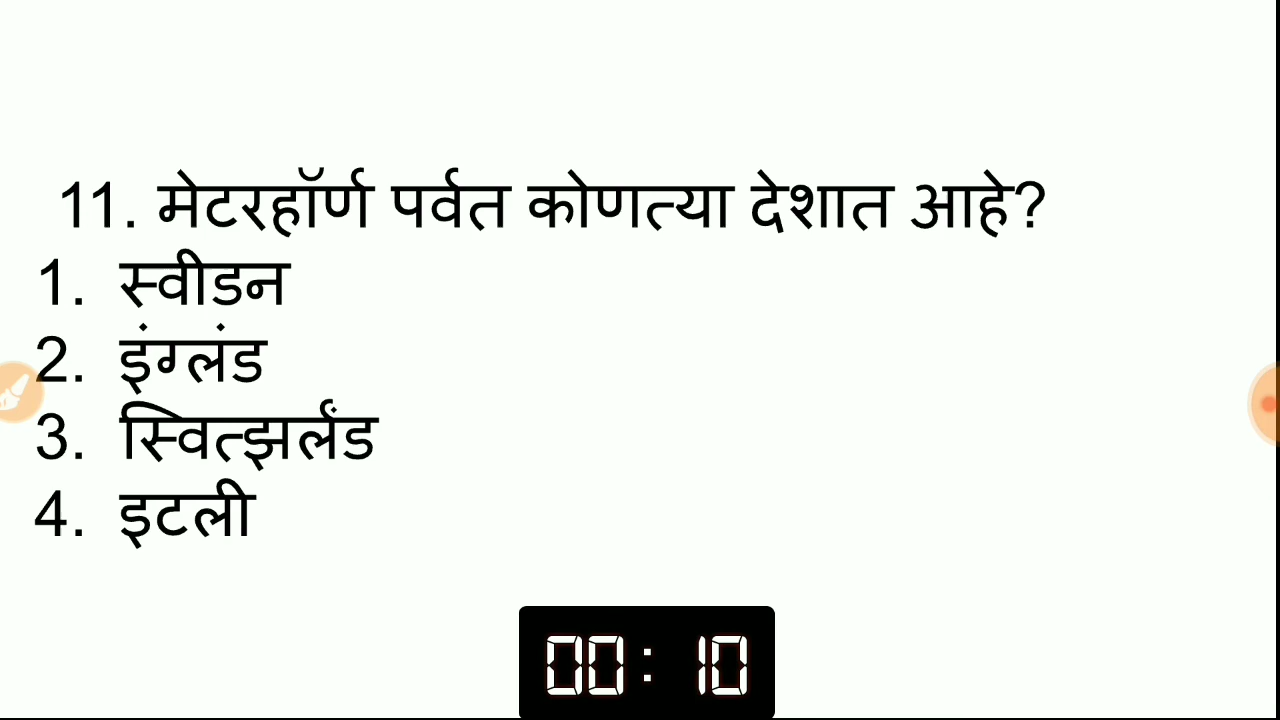 11. मेटरहॉर्ण पर्वत कोणत्या देशात आहे?
1. स्वीडन
2. इंग्लंड
3. स्वित्झर्लंड
4. इटली
00:10